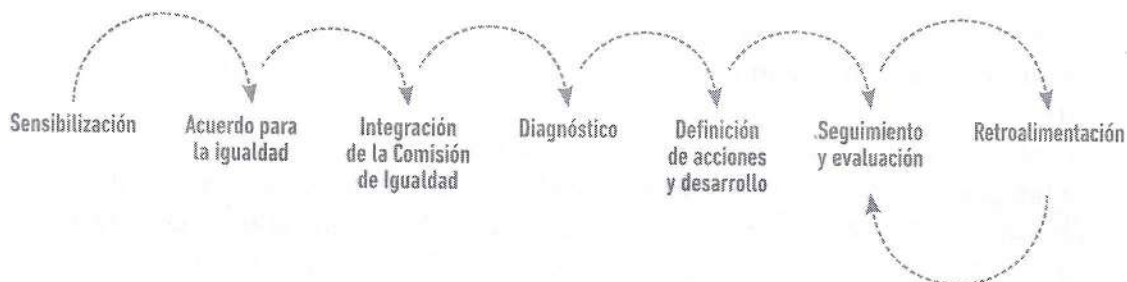 Sensibilización
Acuerdo para
la igualdad
Integración
de la Comisión
de Igualdad
Diagnóstico
Definición
de acciones
y desarrollo
Seguimiento
y evaluación
Retroalimentación